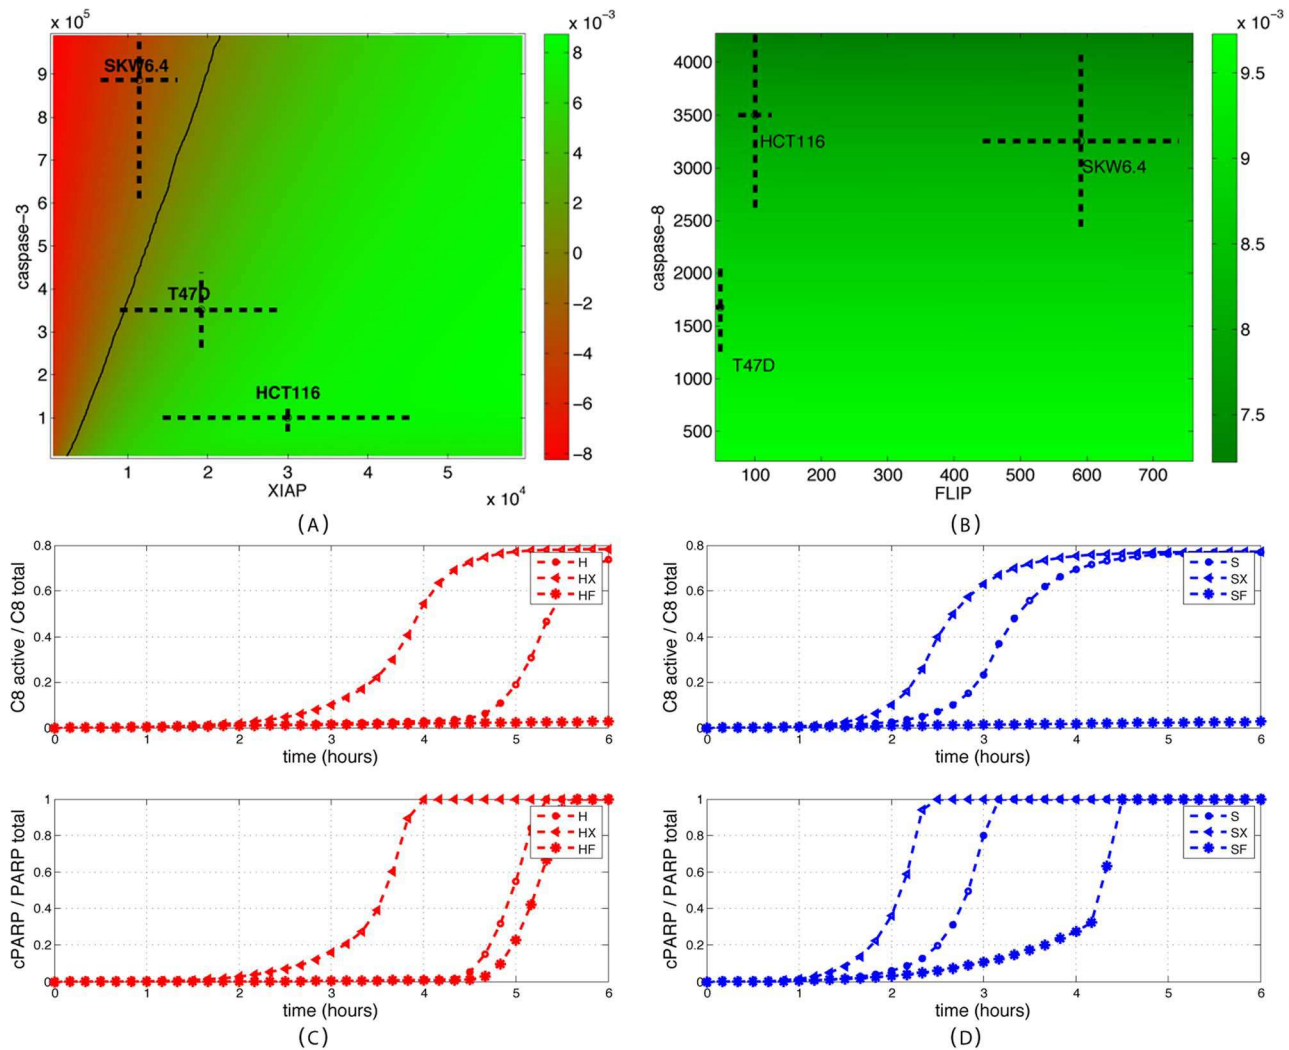 x 10⁵
x 10⁻³
SKW6.4
T47D
HCT116
9
8
7
6
5
4
3
2
1
caspase-3
1
2
3
4
5
XIAP
x 10⁴
8
6
4
2
0
−2
−4
−6
−8
(A)
x 10⁻³
4000
3500
3000
2500
2000
1500
1000
500
caspase-8
HCT116
SKW6.4
T47D
100
200
300
400
500
600
700
FLIP
9.5
9
8.5
8
7.5
(B)
0.8
0.6
0.4
0.2
0
C8 active / C8 total
H
HX
HF
0
1
2
3
4
5
6
time (hours)
1
0.8
0.6
0.4
0.2
0
cPARP / PARP total
H
HX
HF
0
1
2
3
4
5
6
time (hours)
(C)
0.8
0.6
0.4
0.2
0
C8 active / C8 total
S
SX
SF
0
1
2
3
4
5
6
time (hours)
1
0.8
0.6
0.4
0.2
0
cPARP / PARP total
S
SX
SF
0
1
2
3
4
5
6
time (hours)
(D)